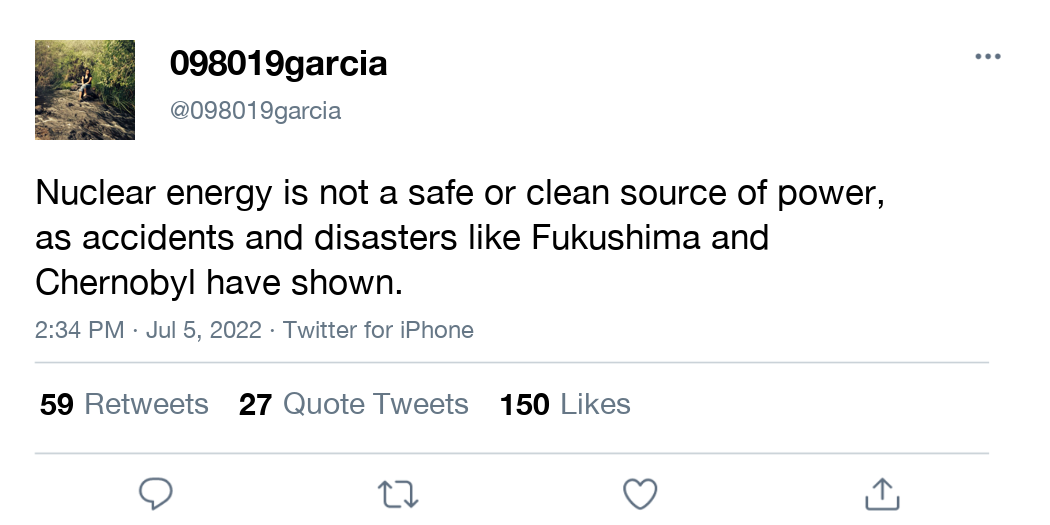 098019garcia
@098019garcia
Nuclear energy is not a safe or clean source of power,
as accidents and disasters like Fukushima and
Chernobyl have shown.
2:34 PM · Jul 5, 2022 · Twitter for iPhone
59 Retweets 27 Quote Tweets 150 Likes